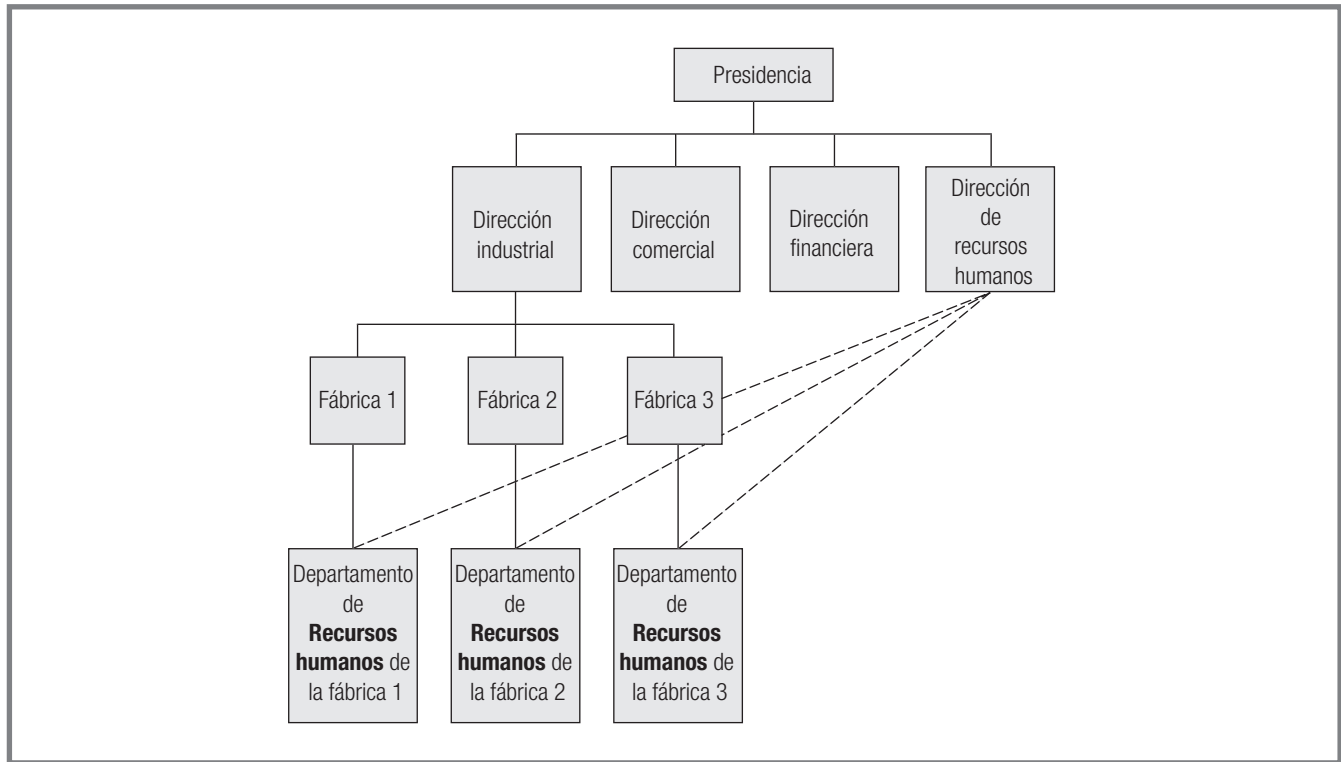 Presidencia
Dirección
industrial
Dirección
comercial
Dirección
financiera
Dirección
de
recursos
humanos
Fábrica 1
Fábrica 2
Fábrica 3
Departamento
de
Recursos
humanos de
la fábrica 1
Departamento
de
Recursos
humanos de
la fábrica 2
Departamento
de
Recursos
humanos de
la fábrica 3